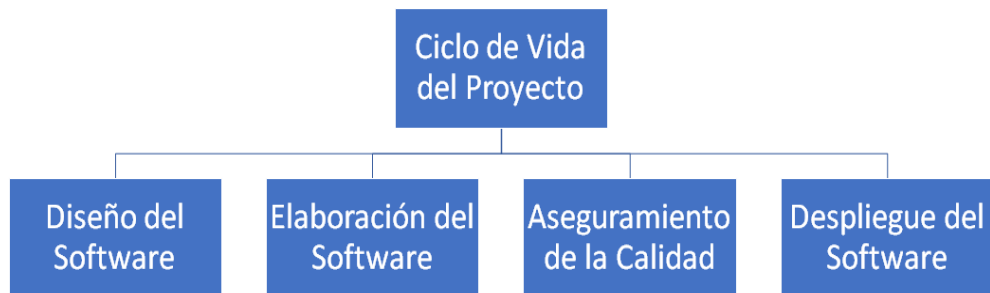 Ciclo de Vida
del Proyecto
Diseño del
Software
Elaboración del
Software
Aseguramiento
de la Calidad
Despliegue del
Software